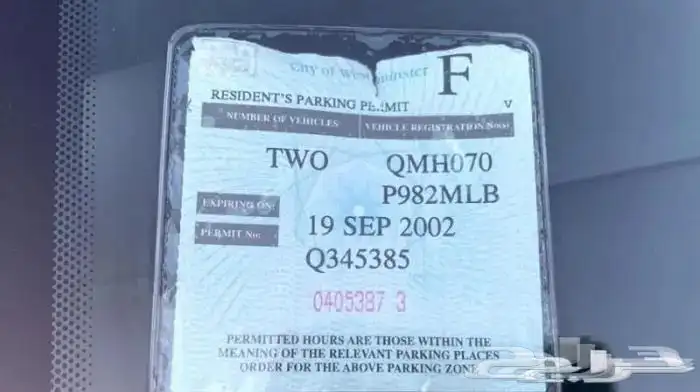 City of Westminster
F
RESIDENT'S PARKING PERMIT V
NUMBER OF VEHICLES VEHICLE REGISTRATION No(s):
TWO QMH070
P982MLB
EXPIRING ON:
19 SEP 2002
PERMIT No:
Q345385
0405387 3
PERMITTED HOURS ARE THOSE WITHIN THE
MEANING OF THE RELEVANT PARKING PLACES
ORDER FOR THE ABOVE PARKING ZONE
حراج